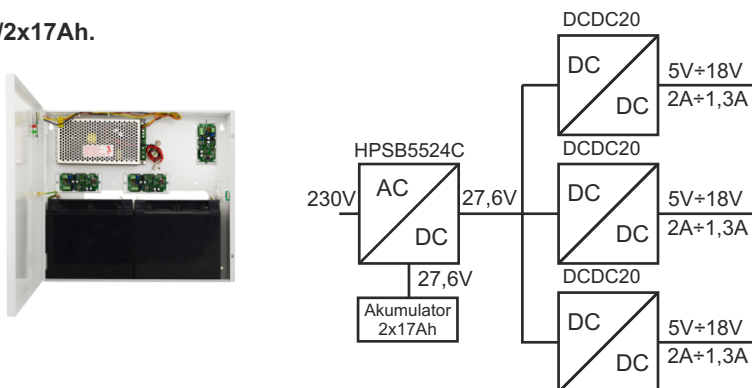 /2x17Ah.
DCDC20
DC
DC
5V÷18V
2A÷1,3A
HPSB5524C
230V
AC
DC
27,6V
27,6V
Akumulator
2x17Ah
DCDC20
DC
DC
5V÷18V
2A÷1,3A
DCDC20
DC
DC
5V÷18V
2A÷1,3A